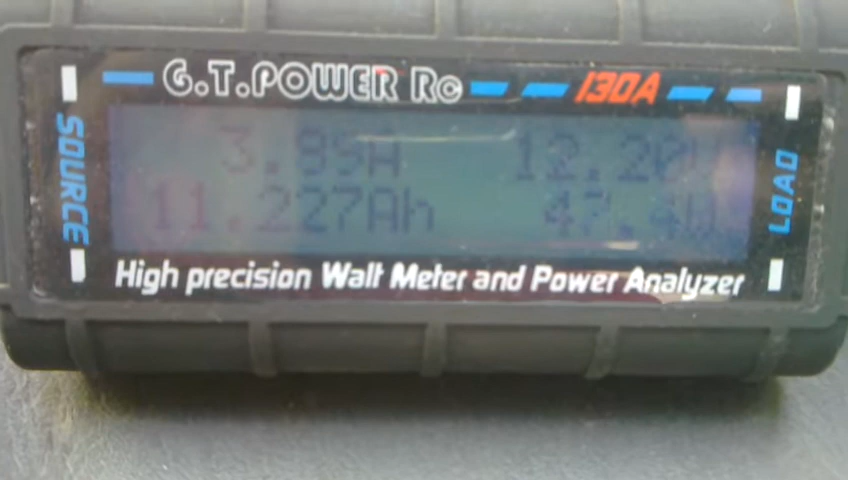 G.T.POWER RC 130A
SOURCE
3.89A 12.20V
11.227Ah 47.4W
LOAD
High precision Watt Meter and Power Analyzer